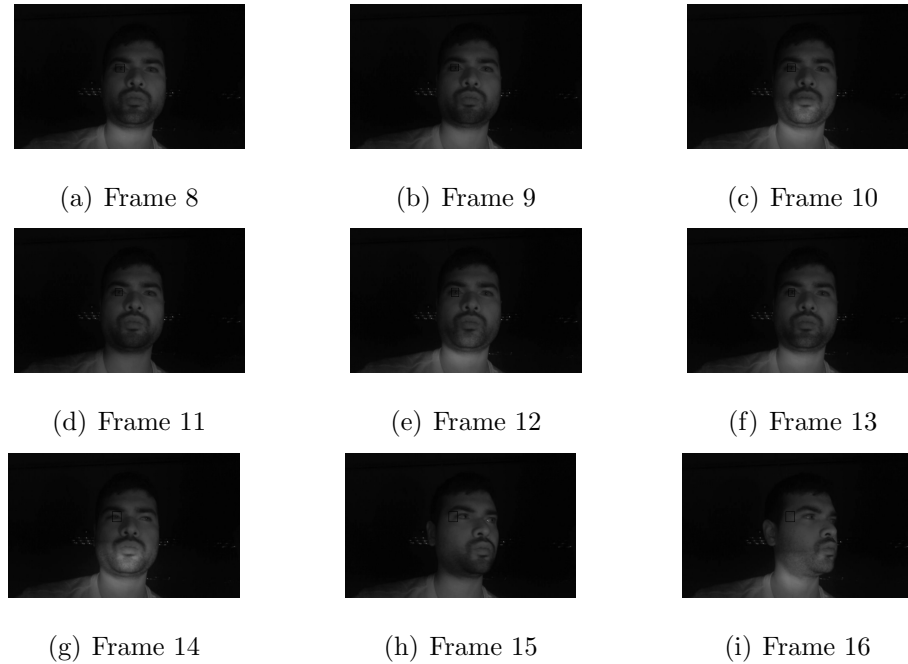 (a) Frame 8
(b) Frame 9
(c) Frame 10
(d) Frame 11
(e) Frame 12
(f) Frame 13
(g) Frame 14
(h) Frame 15
(i) Frame 16